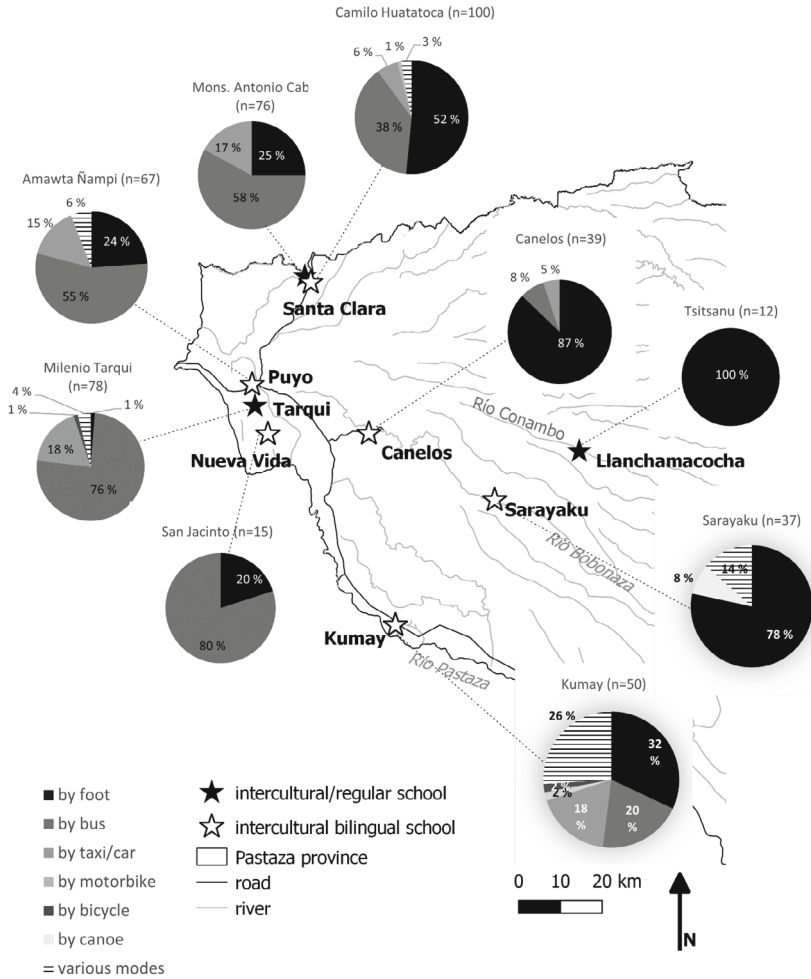 Camilo Huatatoca (n=100)
6 %
1 %
3 %
38 %
52 %
Mons. Antonio Cab
(n=76)
17 %
25 %
58 %
Amawta Ñampi (n=67)
6 %
15 %
24 %
55 %
Canelos (n=39)
8 %
5 %
87 %
Tsitsanu (n=12)
100 %
Milenio Tarqui
(n=78)
4 %
1 %
1 %
18 %
76 %
Santa Clara
Puyo
Tarqui
Nueva Vida
Canelos
Río Conambo
Llanchamacocha
Sarayaku
Río Bobonaza
San Jacinto (n=15)
20 %
80 %
Sarayaku (n=37)
14 %
8 %
78 %
Kumay
Río Pastaza
Kumay (n=50)
26 %
32
%
2 %
18
%
20
%
by foot
by bus
by taxi/car
by motorbike
by bicycle
by canoe
various modes
intercultural/regular school
intercultural bilingual school
Pastaza province
road
river
0 10 20 km
N